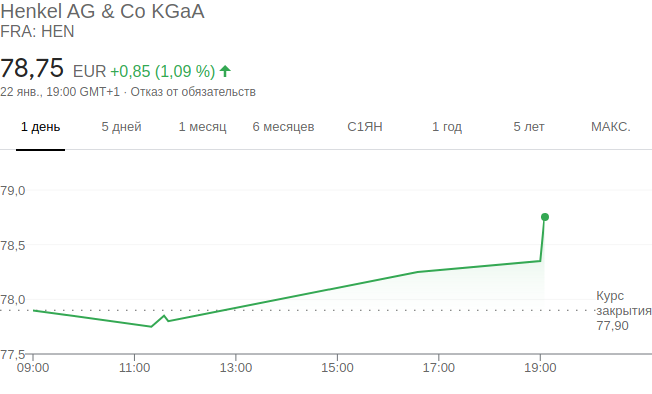 Henkel AG & Co KGaA
FRA: HEN
78,75 EUR +0,85 (1,09 %)
22 янв., 19:00 GMT+1 · Отказ от обязательств
1 день 5 дней 1 месяц 6 месяцев С1ЯН 1 год 5 лет МАКС.
79,0
78,5
78,0
Курс
закрытия
77,90
77,5
09:00 11:00 13:00 15:00 17:00 19:00